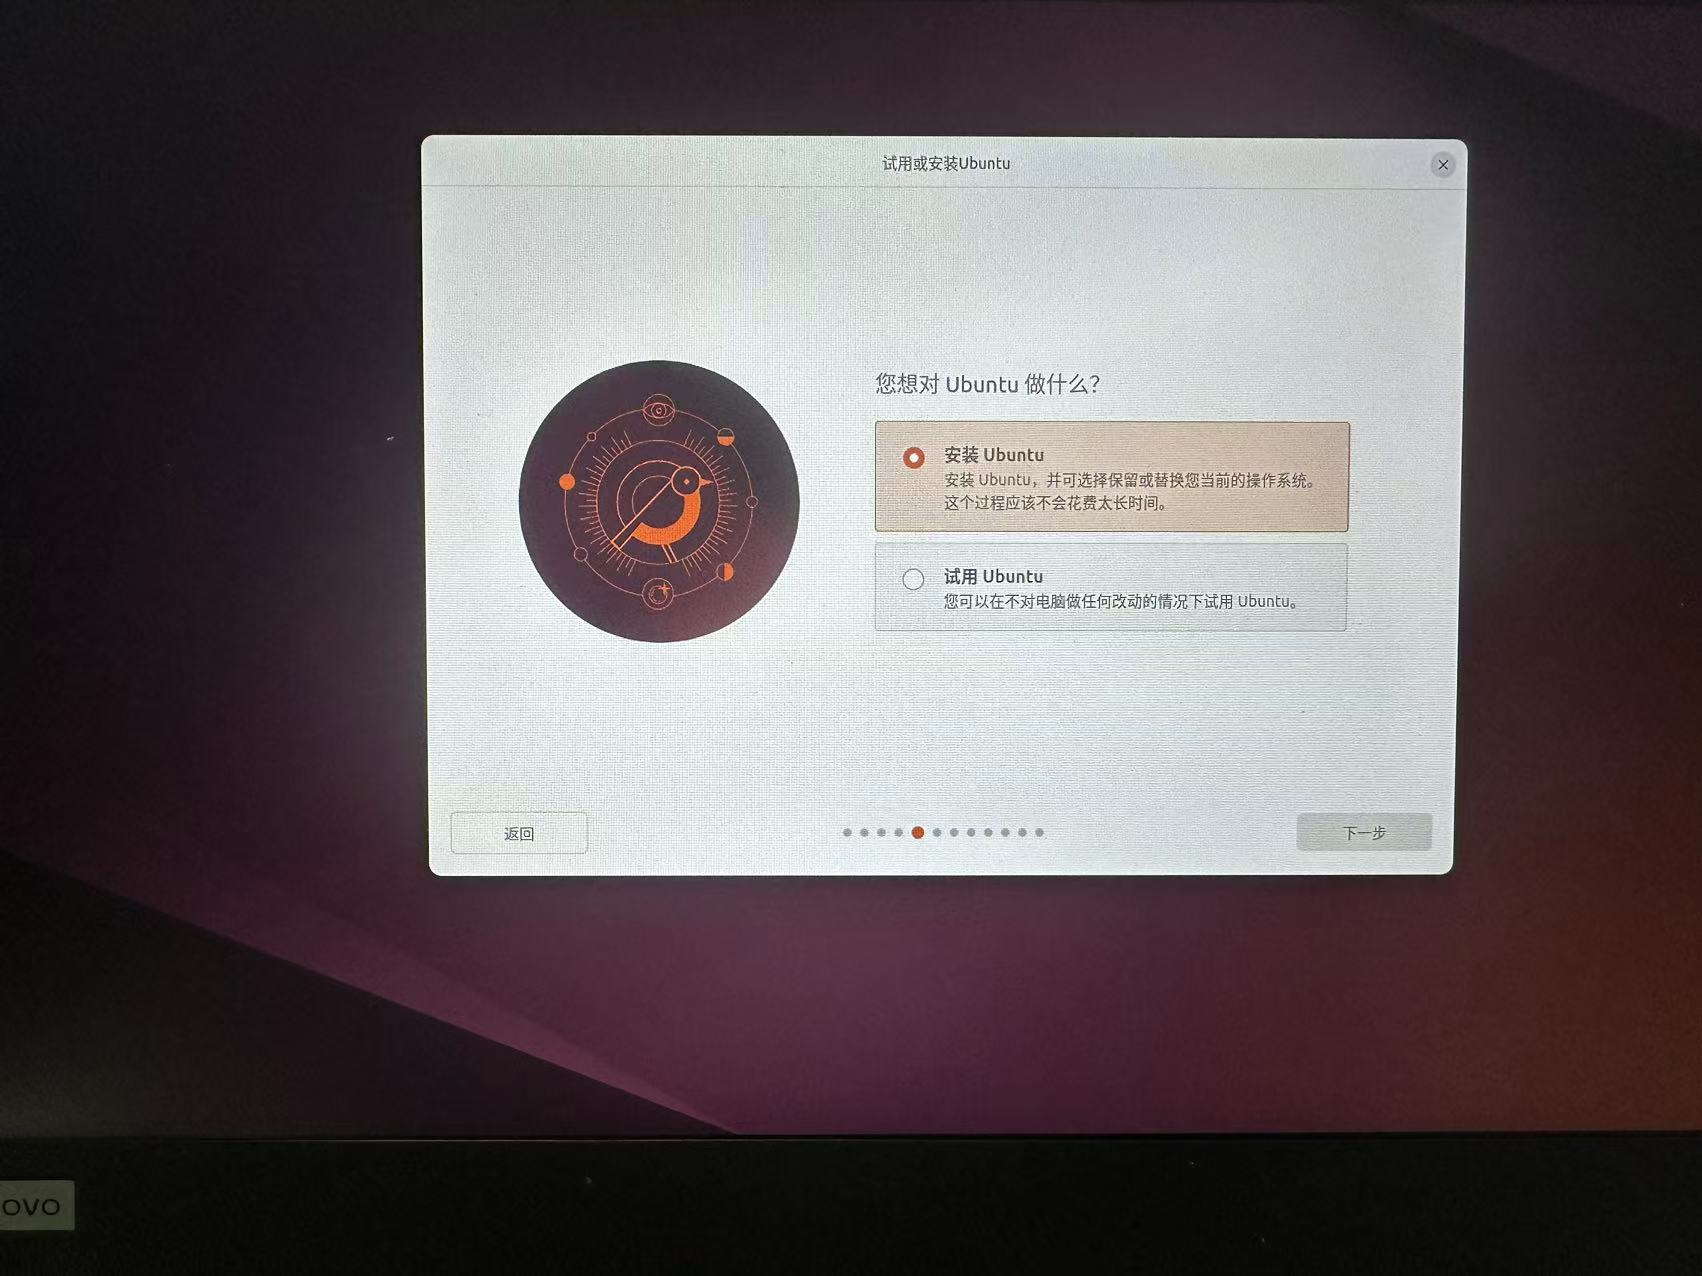 试用或安装Ubuntu
您想对 Ubuntu 做什么？
安装 Ubuntu
安装 Ubuntu，并可选择保留或替换您当前的操作系统。
这个过程应该不会花费太长时间。
试用 Ubuntu
您可以在不对电脑做任何改动的情况下试用 Ubuntu。
返回
下一步
ovo